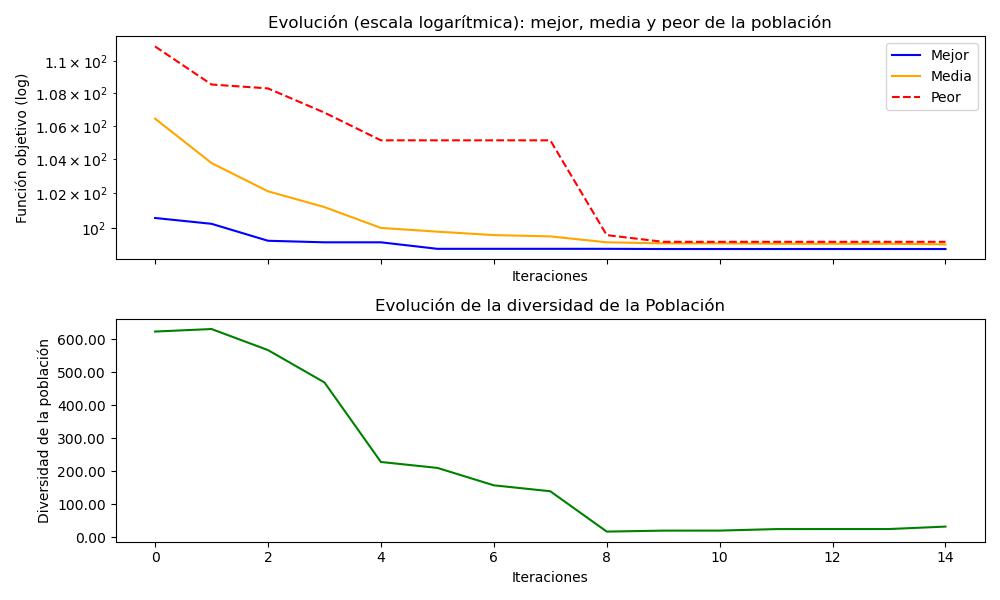 Evolución (escala logarítmica): mejor, media y peor de la población
Función objetivo (log)
1.1 × 10²
1.08 × 10²
1.06 × 10²
1.04 × 10²
1.02 × 10²
10²
Mejor
Media
Peor
Iteraciones
Evolución de la diversidad de la Población
Diversidad de la población
600.00
500.00
400.00
300.00
200.00
100.00
0.00
0 2 4 6 8 10 12 14
Iteraciones